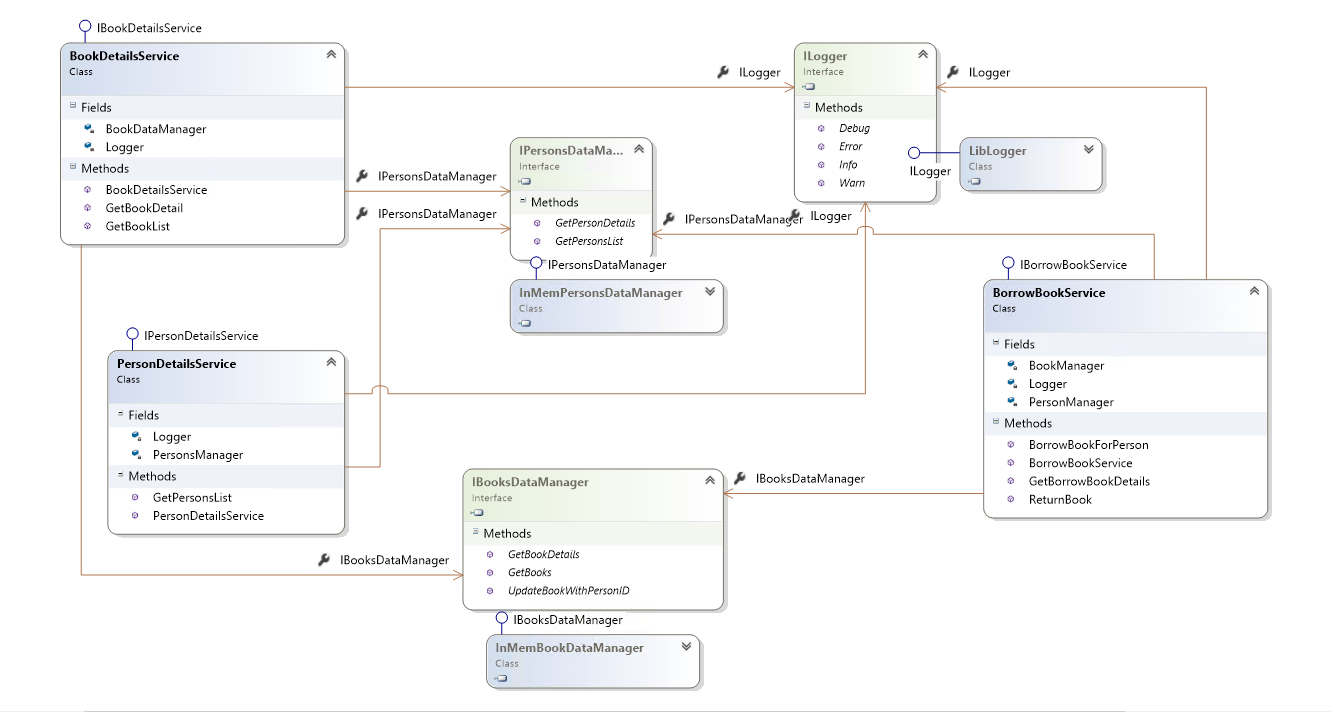 IBookDetailsService
BookDetailsService
Class
Fields
BookDataManager
Logger
Methods
BookDetailsService
GetBookDetail
GetBookList
ILogger
ILogger
Interface
Methods
Debug
Error
Info
Warn
ILogger
ILogger
LibLogger
Class
IPersonsDataManager
IPersonsDataManager
IPersonsDataMa...
Interface
Methods
GetPersonDetails
GetPersonsList
IPersonsDataManager
ILogger
IPersonsDataManager
InMemPersonsDataManager
Class
IBorrowBookService
BorrowBookService
Class
Fields
BookManager
Logger
PersonManager
Methods
BorrowBookForPerson
BorrowBookService
GetBorrowBookDetails
ReturnBook
IPersonDetailsService
PersonDetailsService
Class
Fields
Logger
PersonsManager
Methods
GetPersonsList
PersonDetailsService
IBooksDataManager
IBooksDataManager
Interface
Methods
GetBookDetails
GetBooks
UpdateBookWithPersonID
IBooksDataManager
IBooksDataManager
InMemBookDataManager
Class